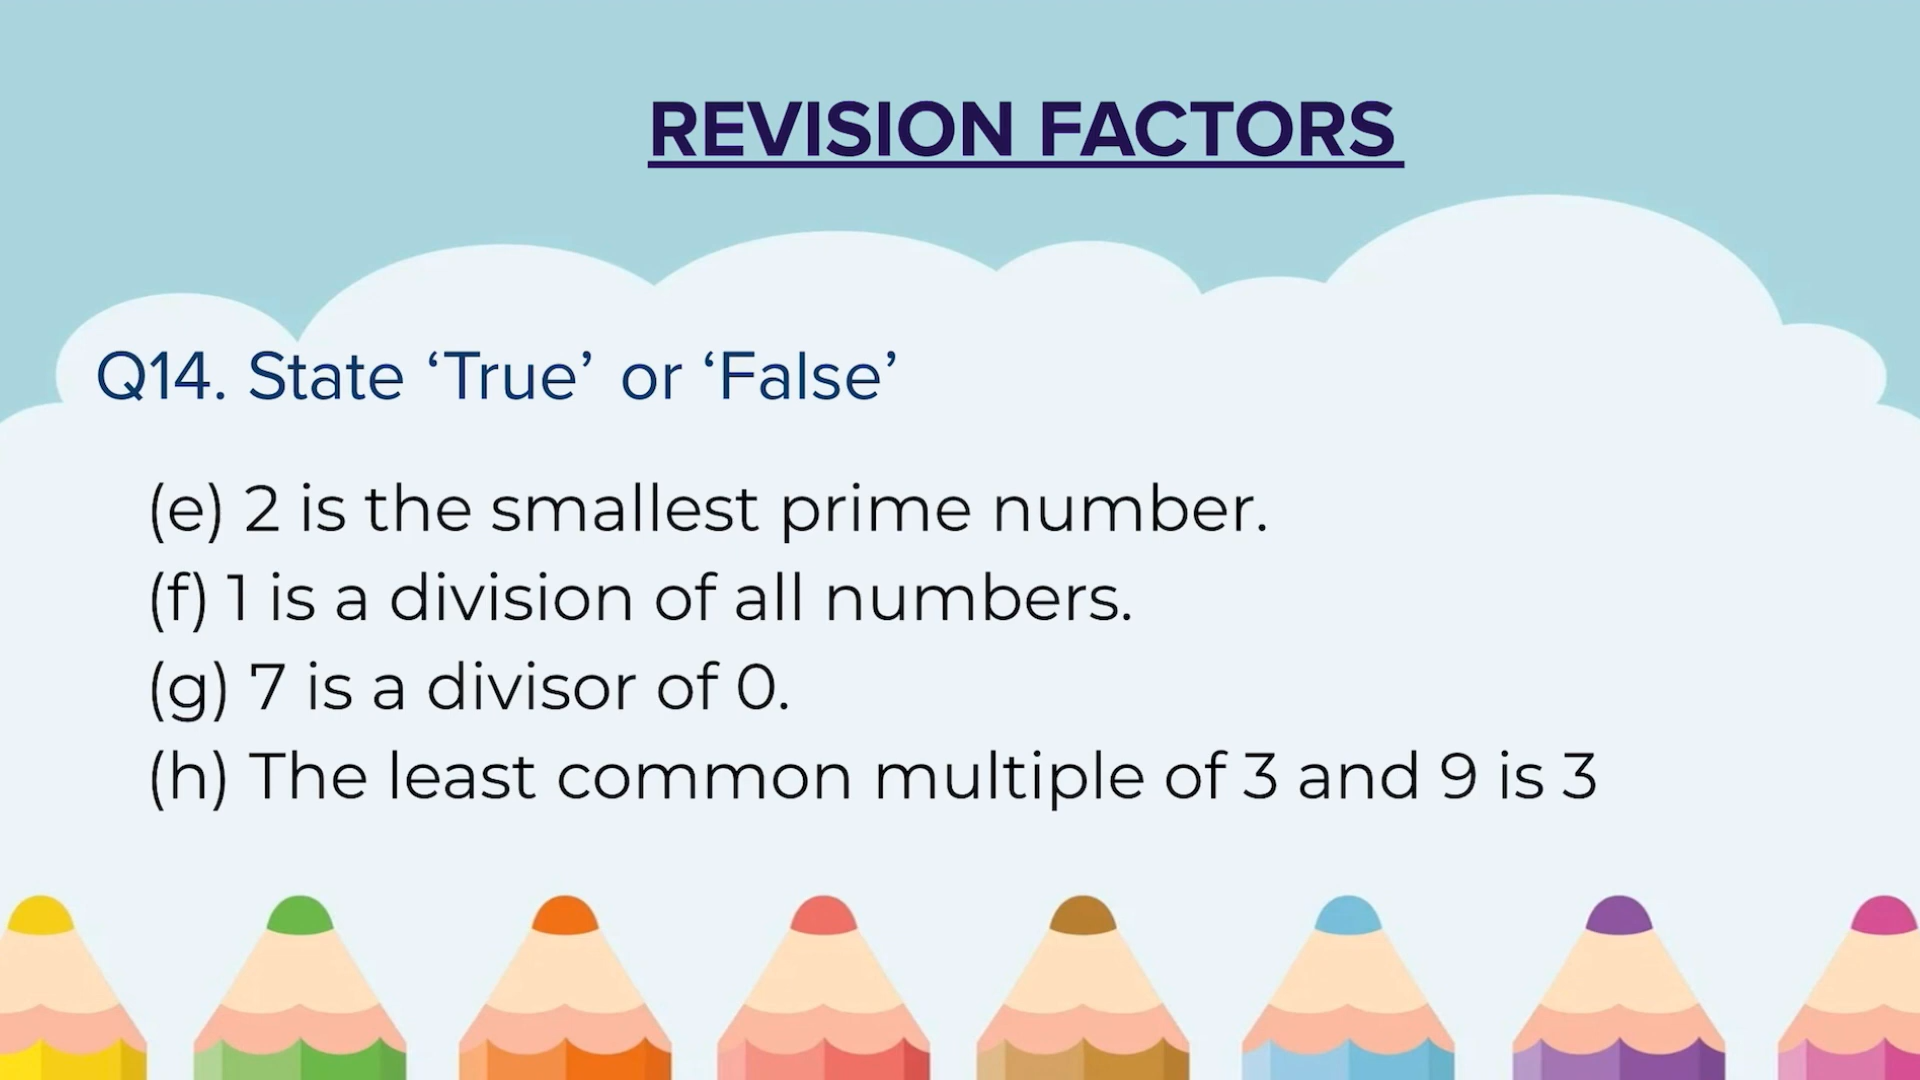 REVISION FACTORS
Q14. State ‘True’ or ‘False’
(e) 2 is the smallest prime number.
(f) 1 is a division of all numbers.
(g) 7 is a divisor of 0.
(h) The least common multiple of 3 and 9 is 3